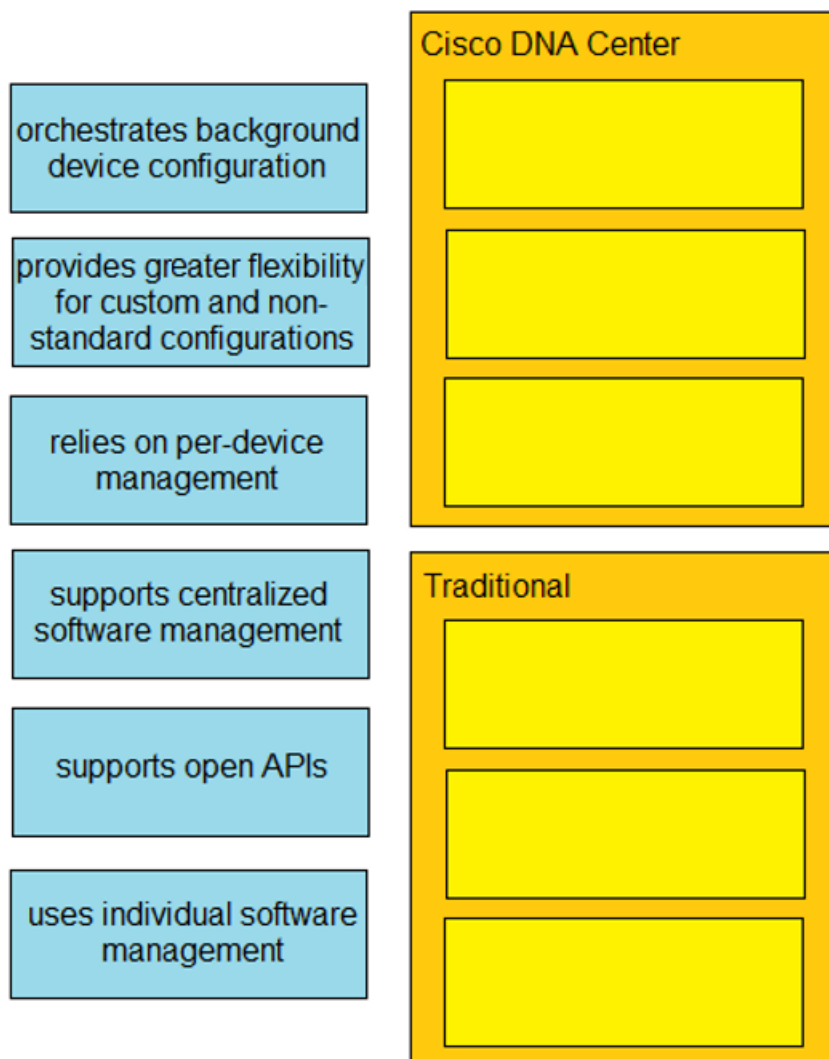 Cisco DNA Center
orchestrates background
device configuration
provides greater flexibility
for custom and non-
standard configurations
relies on per-device
management
supports centralized
software management
Traditional
supports open APIs
uses individual software
management